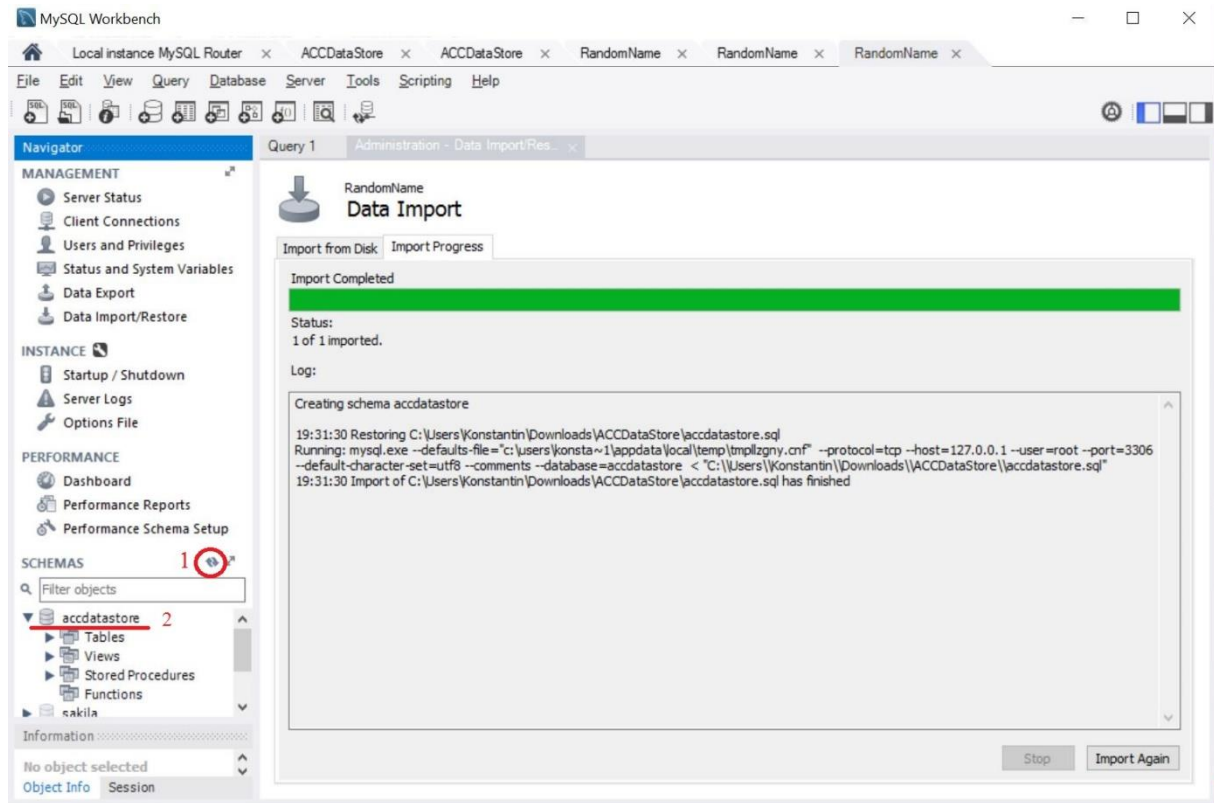 MySQL Workbench
Local instance MySQL Router ACCDataStore ACCDataStore RandomName RandomName RandomName
File Edit View Query Database Server Tools Scripting Help
Navigator
MANAGEMENT
Server Status
Client Connections
Users and Privileges
Status and System Variables
Data Export
Data Import/Restore
INSTANCE
Startup / Shutdown
Server Logs
Options File
PERFORMANCE
Dashboard
Performance Reports
Performance Schema Setup
SCHEMAS 1
Filter objects
accdatastore 2
Tables
Views
Stored Procedures
Functions
sakila
Information
No object selected
Object Info Session
Query 1 Administration - Data Import/Res..
RandomName
Data Import
Import from Disk Import Progress
Import Completed
Status:
1 of 1 imported.
Log:
Creating schema accdatastore
19:31:30 Restoring C:\Users\Konstantin\Downloads\ACCDataStore\accdatastore.sql
Running: mysql.exe --defaults-file="c:\users\konsta~1\appdata\local\temp\tmpllzgny.cnf" --protocol=tcp --host=127.0.0.1 --user=root --port=3306
--default-character-set=utf8 --comments --database=accdatastore < "C:\\Users\\Konstantin\\Downloads\\ACCDataStore\\accdatastore.sql"
19:31:30 Import of C:\Users\Konstantin\Downloads\ACCDataStore\accdatastore.sql has finished
Stop Import Again